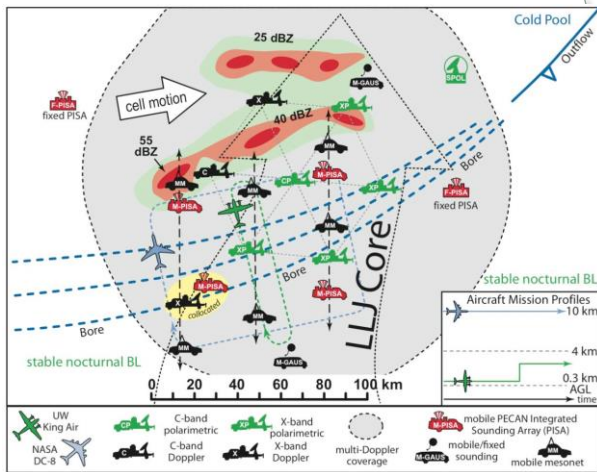 Cold Pool
Outflow
25 dBZ
M-GAUS
SPOL
F-PISA
fixed PISA
cell motion
X
XP
40 dBZ
55
dBZ
C
MM
MM
M-PISA
M-PISA
CP
XP
MM
F-PISA
fixed PISA
Bore
XP
MM
XP
M-PISA
Bore
M-PISA
X
collocated
LLJ Core
Bore
MM
MM
stable nocturnal BL
stable nocturnal BL
M-GAUS
0 20 40 60 80 100 km
Aircraft Mission Profiles
10 km
4 km
0.3 km
AGL
time
UW
King Air
NASA
DC-8
CP
C-band
polarimetric
C
C-band
Doppler
XP
X-band
polarimetric
X
X-band
Doppler
multi-Doppler
coverage
M-PISA
mobile PECAN Integrated
Sounding Array (PISA)
M-GAUS
mobile/fixed
sounding
MM
mobile mesonet